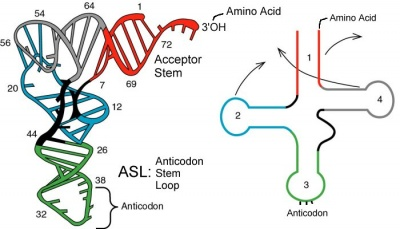 54
64
1
3'OH
Amino Acid
56
72
Acceptor
Stem
20
7
69
12
44
26
ASL: Anticodon
Stem
Loop
38
32
Anticodon
Amino Acid
1
2
4
3
Anticodon